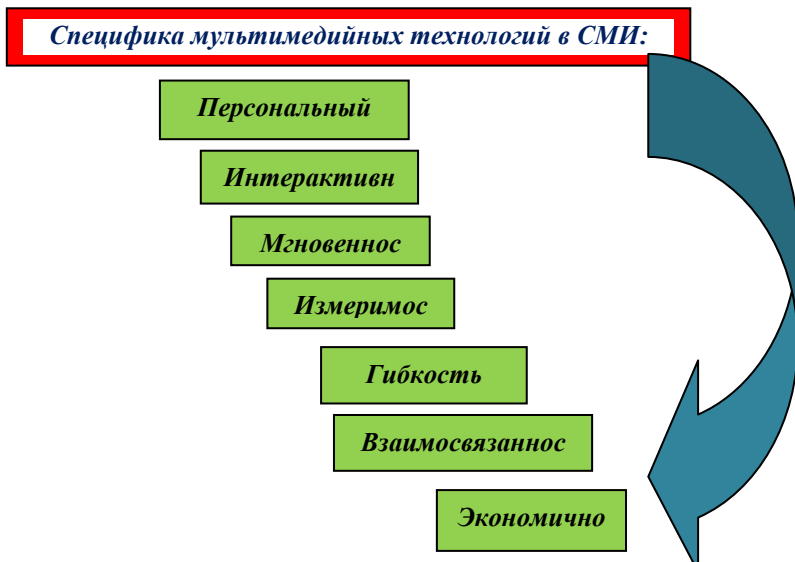 Специфика мультимедийных технологий в СМИ:
Персональный
Интерактивн
Мгновеннос
Измеримос
Гибкость
Взаимосвязаннос
Экономично